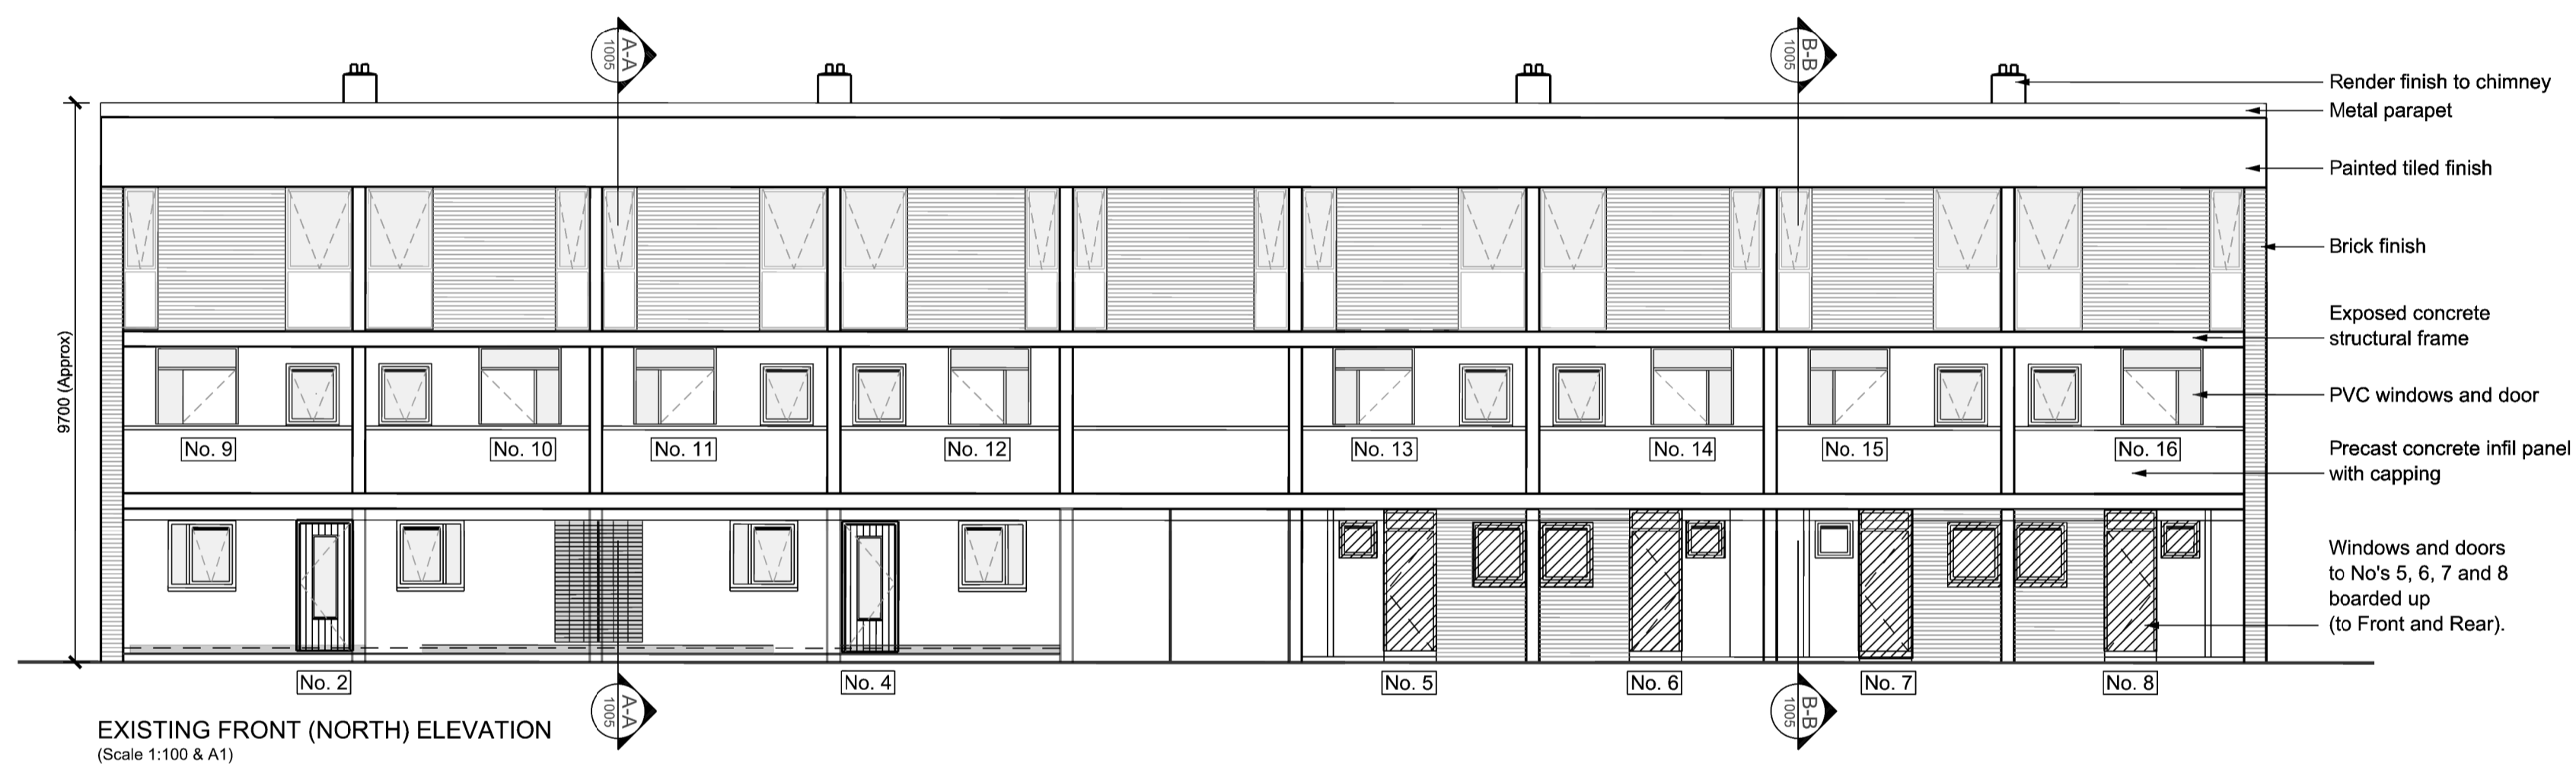 A-A
1005
B-B
1005
Render finish to chimney
Metal parapet
Painted tiled finish
Brick finish
Exposed concrete
structural frame
PVC windows and door
Precast concrete infil panel
with capping
Windows and doors
to No's 5, 6, 7 and 8
boarded up
(to Front and Rear).
9700 (Approx)
No. 9
No. 10
No. 11
No. 12
No. 13
No. 14
No. 15
No. 16
No. 2
No. 4
No. 5
No. 6
No. 7
No. 8
A-A
1005
B-B
1005
EXISTING FRONT (NORTH) ELEVATION
(Scale 1:100 & A1)